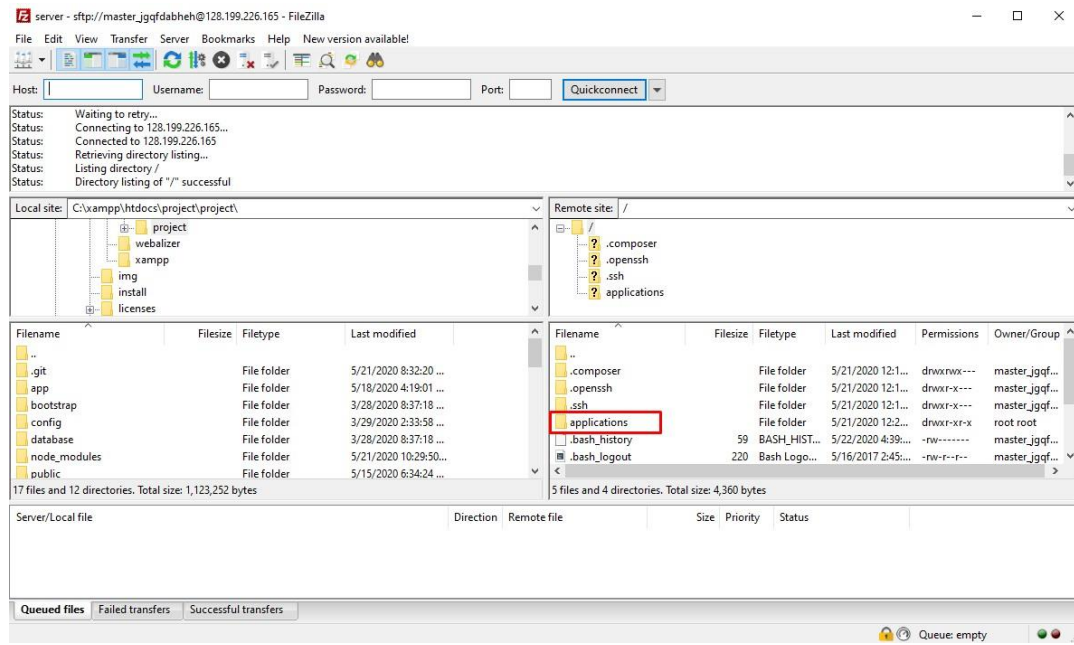 server - sftp://master_jgqfdabheh@128.199.226.165 - FileZilla
File Edit View Transfer Server Bookmarks Help New version available!
Host: Username: Password: Port: Quickconnect
Status: Waiting to retry...
Status: Connecting to 128.199.226.165...
Status: Connected to 128.199.226.165
Status: Retrieving directory listing...
Status: Listing directory /
Status: Directory listing of "/" successful
Local site: C:\xampp\htdocs\project\project\
project
webalizer
xampp
img
install
licenses
Remote site: /
/
? .composer
? .openssh
? .ssh
? applications
Filename Filesize Filetype Last modified
..
.git File folder 5/21/2020 8:32:20 ...
app File folder 5/18/2020 4:19:01 ...
bootstrap File folder 3/28/2020 8:37:18 ...
config File folder 3/29/2020 2:33:58 ...
database File folder 3/28/2020 8:37:18 ...
node_modules File folder 5/21/2020 10:29:50...
public File folder 5/15/2020 6:34:24 ...
17 files and 12 directories. Total size: 1,123,252 bytes
Filename Filesize Filetype Last modified Permissions Owner/Group
..
.composer File folder 5/21/2020 12:1... drwxrwx--- master_jgqf...
.openssh File folder 5/21/2020 12:1... drwxr-x--- master_jgqf...
.ssh File folder 5/21/2020 12:1... drwxr-x--- master_jgqf...
applications File folder 5/21/2020 12:2... drwxr-xr-x root root
.bash_history 59 BASH_HIST... 5/22/2020 4:39:... -rw------- master_jgqf...
.bash_logout 220 Bash Logo... 5/16/2017 2:45:... -rw-r--r-- master_jgqf...
5 files and 4 directories. Total size: 4,360 bytes
Server/Local file Direction Remote file Size Priority Status
Queued files Failed transfers Successful transfers
Queue: empty